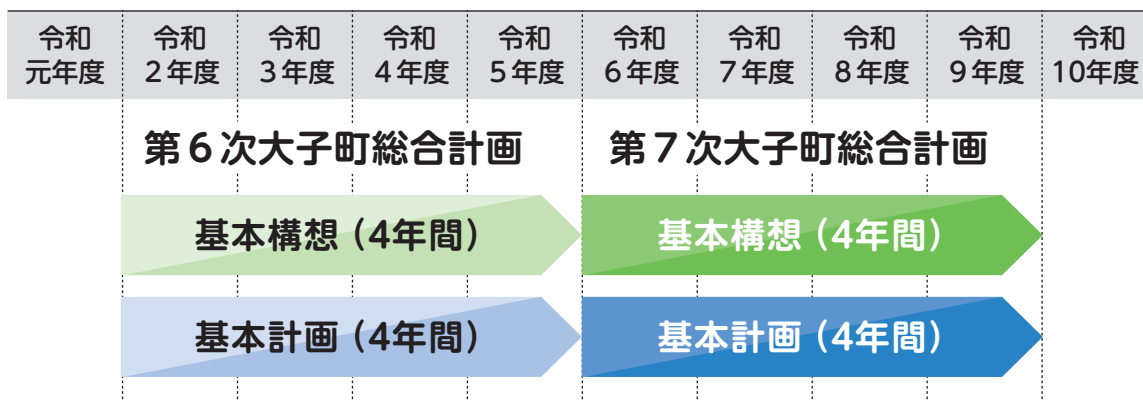 令和 令和 令和 令和 令和 令和 令和 令和 令和 令和
元年度 2年度 3年度 4年度 5年度 6年度 7年度 8年度 9年度 10年度
第6次大子町総合計画 第7次大子町総合計画
基本構想（4年間） 基本構想（4年間）
基本計画（4年間） 基本計画（4年間）